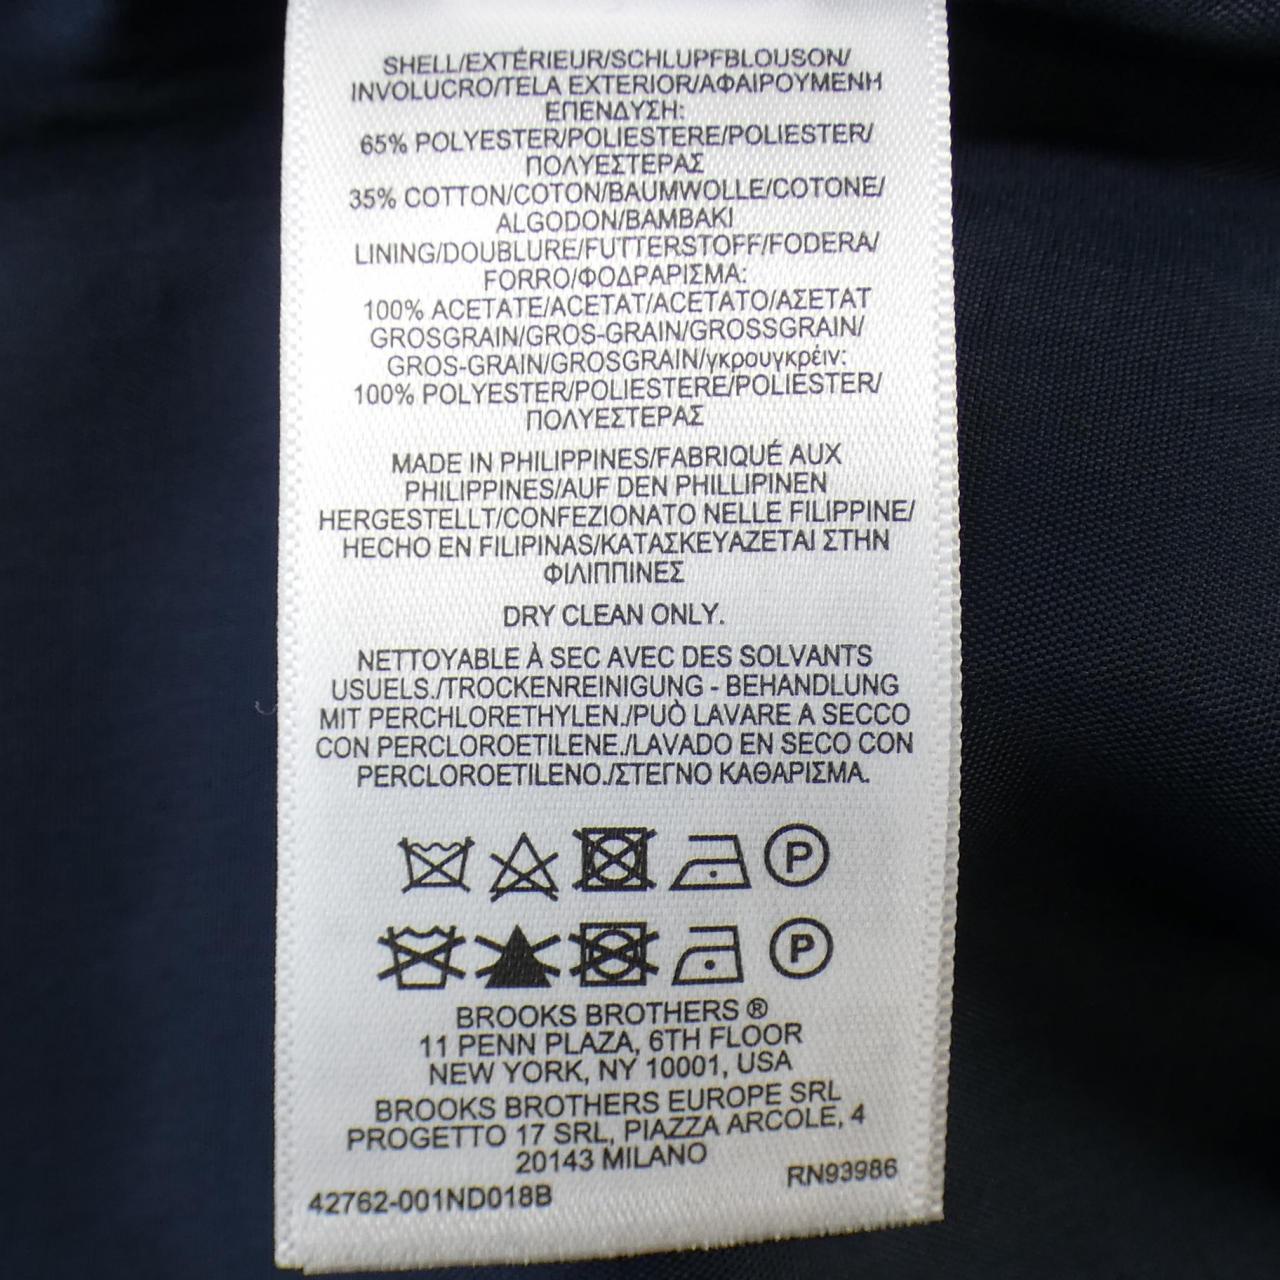 SHELL/EXTÉRIEUR/SCHLUPFBLOUSON/
INVOLUCRO/TELA EXTERIOR/ΑΦΑΙΡΟΥΜΕΝΗ
ΕΠΕΝΔΥΣΗ:
65% POLYESTER/POLIESTERE/POLIESTER/
ΠΟΛΥΕΣΤΕΡΑΣ
35% COTTON/COTON/BAUMWOLLE/COTONE/
ALGODON/ΒΑΜΒΑΚΙ
LINING/DOUBLURE/FUTTERSTOFF/FODERA/
FORRO/ΦΟΔΡΑΡΙΣΜΑ:
100% ACETATE/ACETAT/ACETATO/ΑΣΕΤΑΤ
GROSGRAIN/GROS-GRAIN/GROSSGRAIN/
GROS-GRAIN/GROSGRAIN/γκρουγκρέιν:
100% POLYESTER/POLIESTERE/POLIESTER/
ΠΟΛΥΕΣΤΕΡΑΣ
MADE IN PHILIPPINES/FABRIQUÉ AUX
PHILIPPINES/AUF DEN PHILLIPINEN
HERGESTELLT/CONFEZIONATO NELLE FILIPPINE/
HECHO EN FILIPINAS/ΚΑΤΑΣΚΕΥΑΖΕΤΑΙ ΣΤΗΝ
ΦΙΛΙΠΠΙΝΕΣ
DRY CLEAN ONLY.
NETTOYABLE À SEC AVEC DES SOLVANTS
USUELS./TROCKENREINIGUNG - BEHANDLUNG
MIT PERCHLORETHYLEN./PUÒ LAVARE A SECCO
CON PERCLOROETILENE./LAVADO EN SECO CON
PERCLOROETILENO./ΣΤΕΓΝΟ ΚΑΘΑΡΙΣΜΑ.
P
P
BROOKS BROTHERS ®
11 PENN PLAZA, 6TH FLOOR
NEW YORK, NY 10001, USA
BROOKS BROTHERS EUROPE SRL
PROGETTO 17 SRL, PIAZZA ARCOLE, 4
20143 MILANO
RN93986
42762-001ND018B